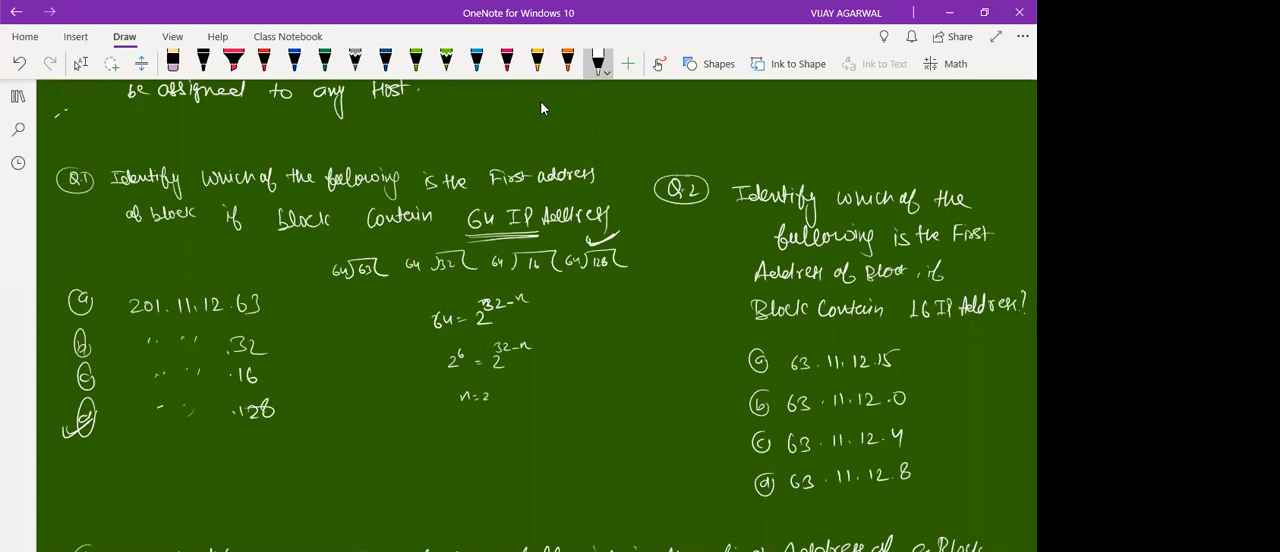 OneNote for Windows 10
VIJAY AGARWAL
Home Insert Draw View Help Class Notebook
Share
Shapes Ink to Shape Ink to Text Math
be assigned to any Host.
Q.1 Identify which of the following is the First address
of block if Block Contain 64 IP Address
64 63 64 32 64 16 64 128
(a) 201.11.12.63
(b) " " .32
(c) " " .16
(d) " " .128
64 = 2^32-n
2^6 = 2^32-n
n=2
Q.2 Identify which of the
following is the First
Address of Block, if
Block Contain 16 IP Address?
(a) 63.11.12.15
(b) 63.11.12.0
(c) 63.11.12.4
(d) 63.11.12.8
Address of a Block